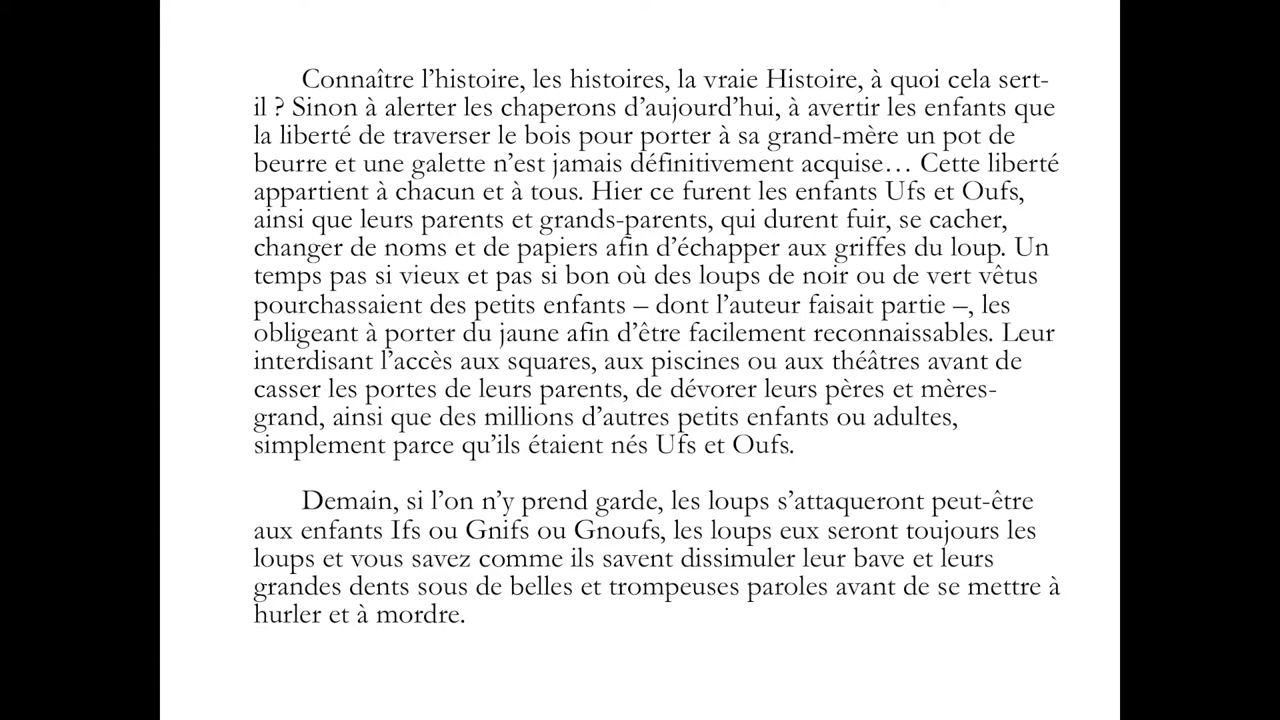 Connaître l’histoire, les histoires, la vraie Histoire, à quoi cela sert-
il ? Sinon à alerter les chaperons d’aujourd’hui, à avertir les enfants que
la liberté de traverser le bois pour porter à sa grand-mère un pot de
beurre et une galette n’est jamais définitivement acquise… Cette liberté
appartient à chacun et à tous. Hier ce furent les enfants Ufs et Oufs,
ainsi que leurs parents et grands-parents, qui durent fuir, se cacher,
changer de noms et de papiers afin d’échapper aux griffes du loup. Un
temps pas si vieux et pas si bon où des loups de noir ou de vert vêtus
pourchassaient des petits enfants – dont l’auteur faisait partie –, les
obligeant à porter du jaune afin d’être facilement reconnaissables. Leur
interdisant l’accès aux squares, aux piscines ou aux théâtres avant de
casser les portes de leurs parents, de dévorer leurs pères et mères-
grand, ainsi que des millions d’autres petits enfants ou adultes,
simplement parce qu’ils étaient nés Ufs et Oufs.
Demain, si l’on n’y prend garde, les loups s’attaqueront peut-être
aux enfants Ifs ou Gnifs ou Gnoufs, les loups eux seront toujours les
loups et vous savez comme ils savent dissimuler leur bave et leurs
grandes dents sous de belles et trompeuses paroles avant de se mettre à
hurler et à mordre.